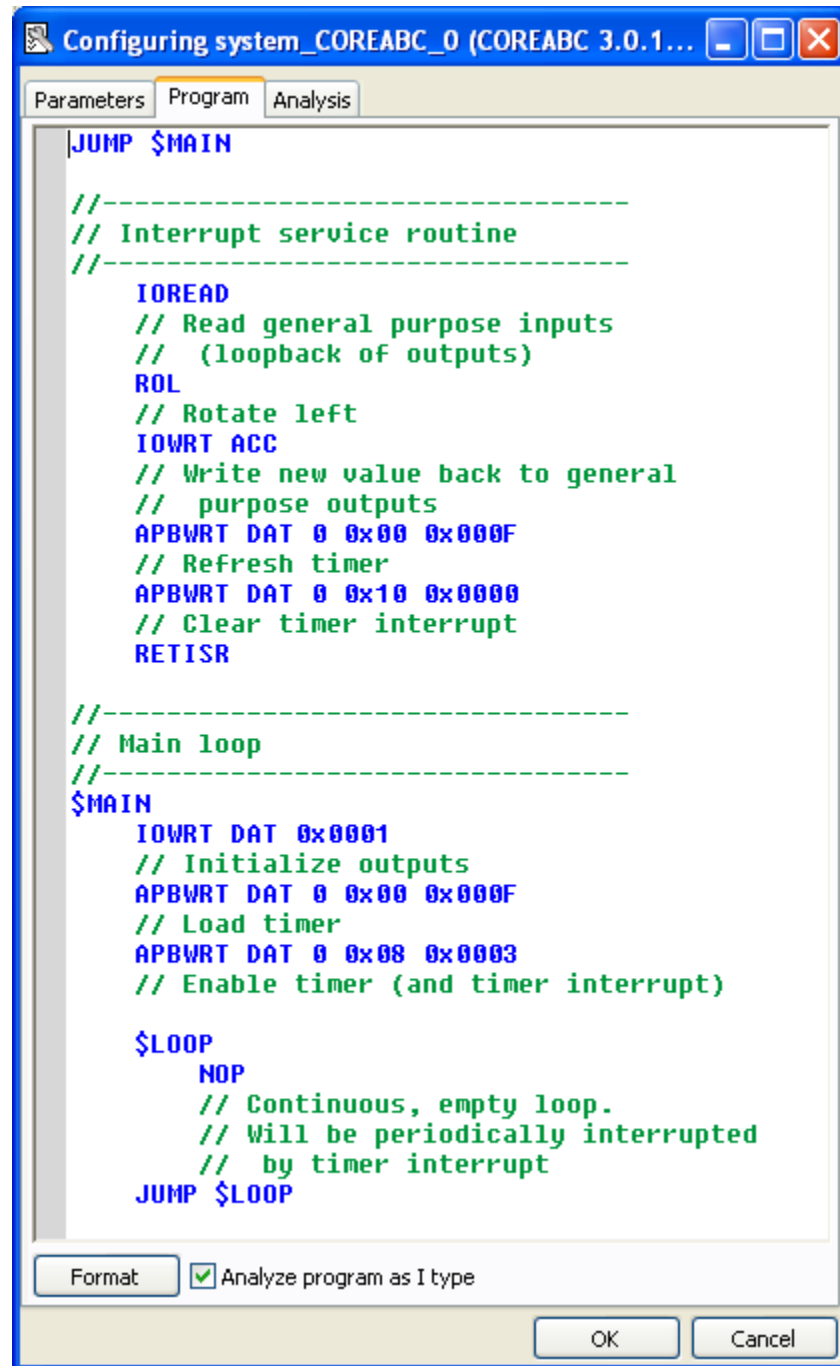 Configuring system_COREABC_0 (COREABC 3.0.1...
Parameters Program Analysis
JUMP $MAIN
//---------------------------------
// Interrupt service routine
//---------------------------------
IOREAD
// Read general purpose inputs
//  (loopback of outputs)
ROL
// Rotate left
IOWRT ACC
// Write new value back to general
//  purpose outputs
APBWRT DAT 0 0x00 0x000F
// Refresh timer
APBWRT DAT 0 0x10 0x0000
// Clear timer interrupt
RETISR
//---------------------------------
// Main loop
//---------------------------------
$MAIN
IOWRT DAT 0x0001
// Initialize outputs
APBWRT DAT 0 0x00 0x000F
// Load timer
APBWRT DAT 0 0x08 0x0003
// Enable timer (and timer interrupt)
$LOOP
NOP
// Continuous, empty loop.
// Will be periodically interrupted
//  by timer interrupt
JUMP $LOOP
Format Analyze program as I type
OK Cancel